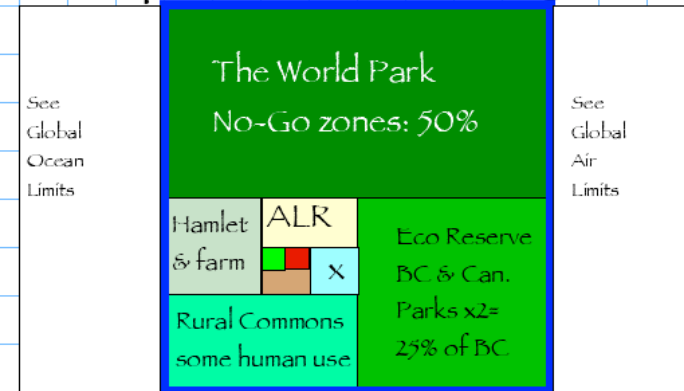 The World Park
No-Go zones: 50%
See
Global
Ocean
Limits
See
Global
Air
Limits
Hamlet
& farm
ALR
x
Eco Reserve
BC & Can.
Parks x2=
25% of BC
Rural Commons
some human use